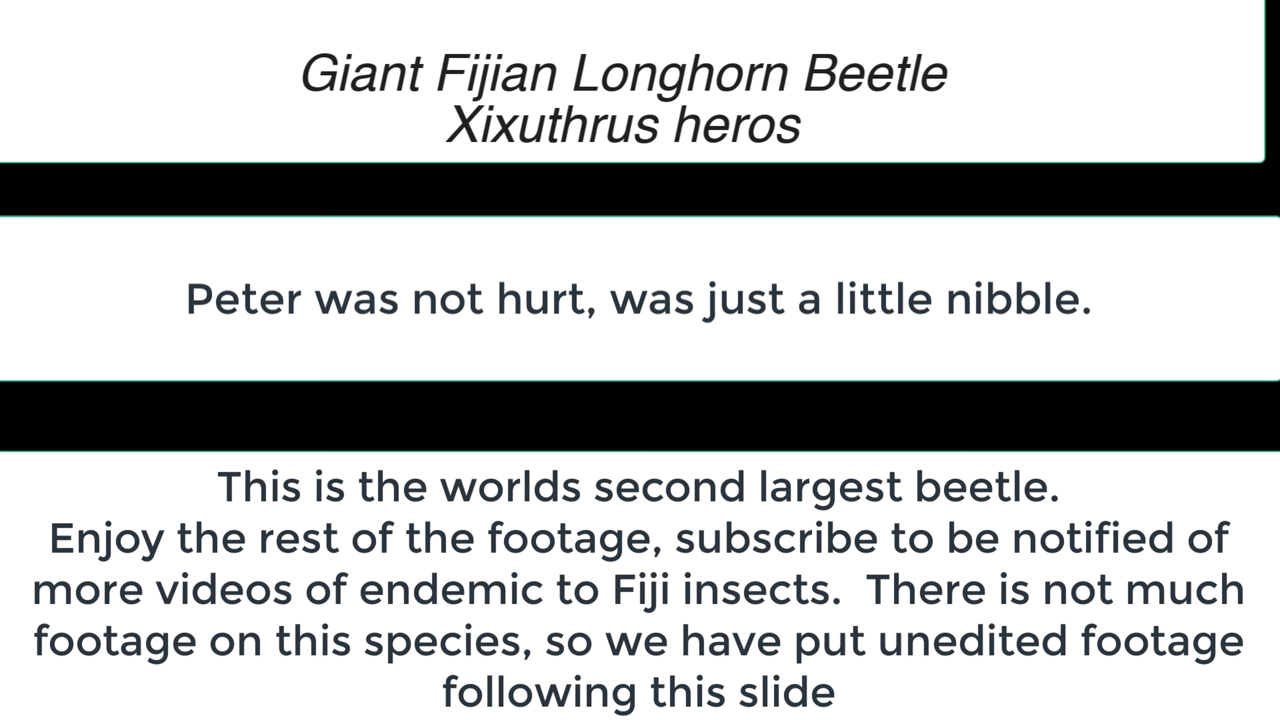 Giant Fijian Longhorn Beetle
Xixuthrus heros
Peter was not hurt, was just a little nibble.
This is the worlds second largest beetle.
Enjoy the rest of the footage, subscribe to be notified of
more videos of endemic to Fiji insects.  There is not much
footage on this species, so we have put unedited footage
following this slide